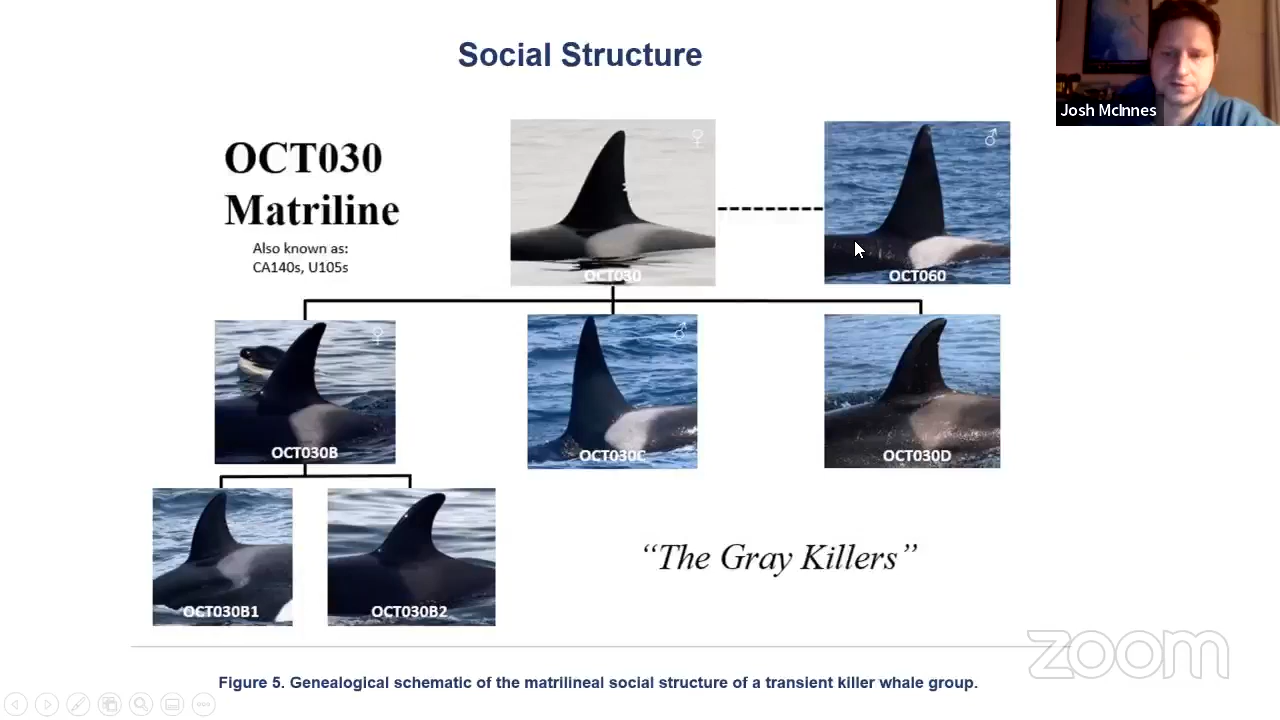 Social Structure
Josh McInnes
OCT030
Matriline
Also known as:
CA140s, U105s
♀
♂
OCT030
OCT060
♀
♂
OCT030B
OCT030C
OCT030D
OCT030B1
OCT030B2
“The Gray Killers”
zoom
Figure 5. Genealogical schematic of the matrilineal social structure of a transient killer whale group.